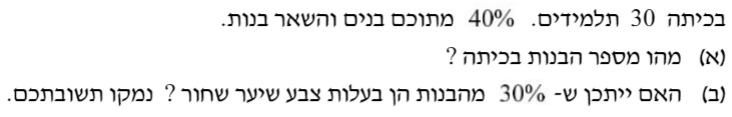 בכיתה 30 תלמידים. 40% מתוכם בנים והשאר בנות.
(א) מהו מספר הבנות בכיתה ?
(ב) האם ייתכן ש- 30% מהבנות הן בעלות צבע שיער שחור ? נמקו תשובתכם.